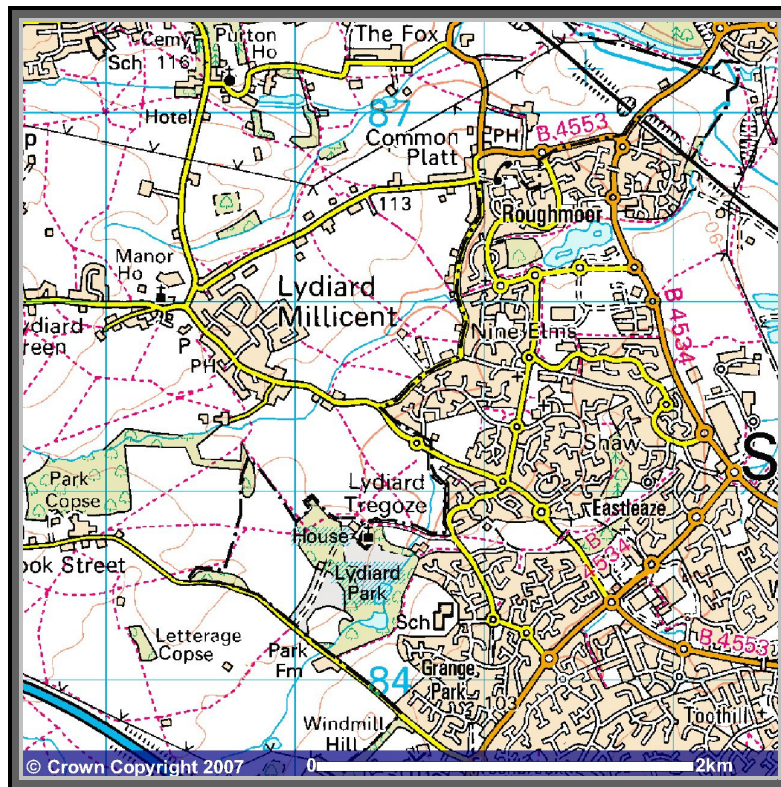 Cemy
Purton
Ho
The Fox
Sch
116
Hotel
87
Common
Platt
PH
B.4553
113
Roughmoor
Manor
Ho
Lydiard
Millicent
B 4534
Nine Elms
P
PH
Shaw
S
Park
Copse
Lydiard
Tregoze
Eastleaze
House
B
4534
ook Street
Lydiard
Park
Sch
Letterage
Copse
Park
Fm
B.4553
84
Grange
Park
103
Toothill
Windmill
Hill
© Crown Copyright 2007
0
2km